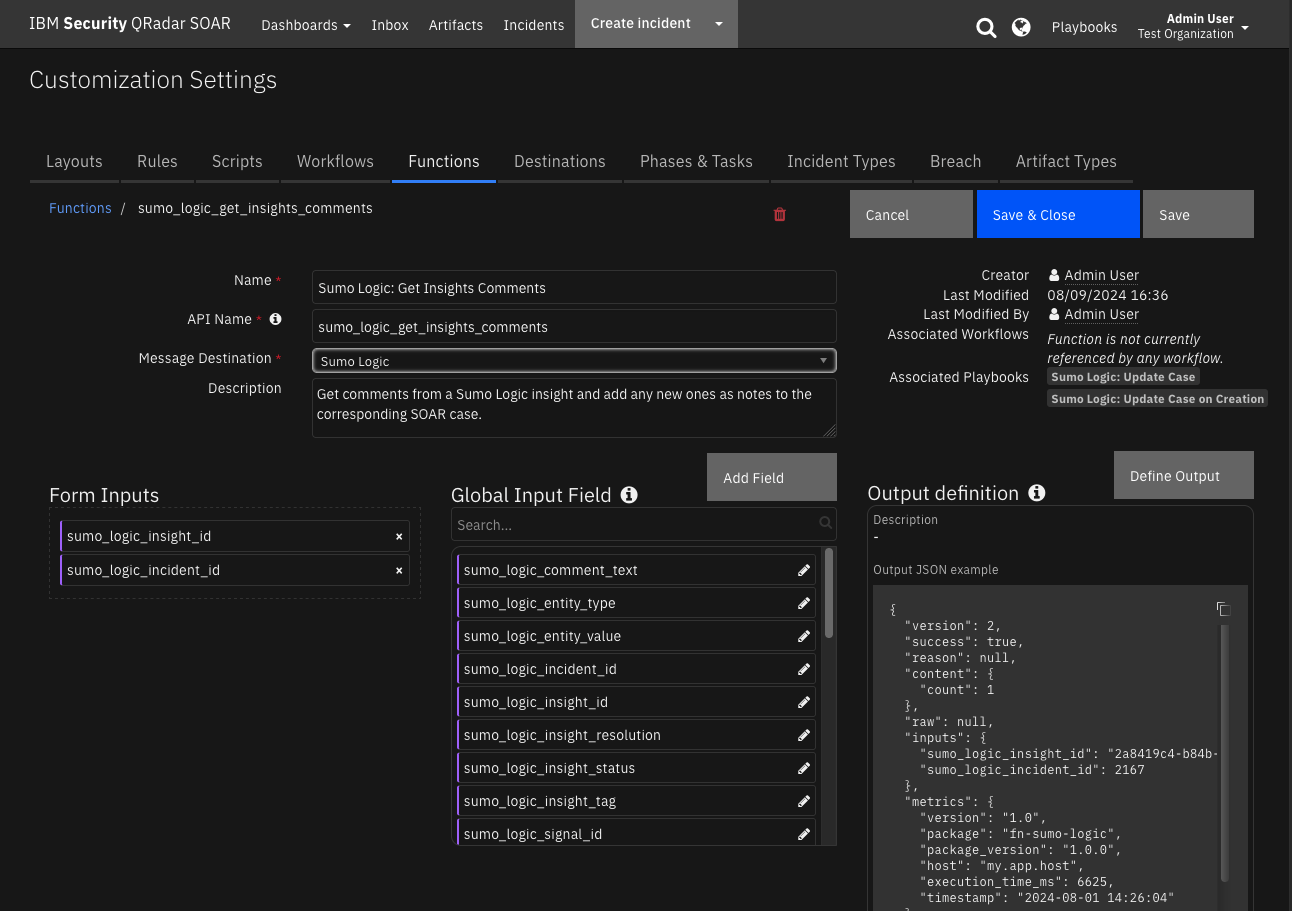 IBM Security QRadar SOAR
Dashboards
Inbox
Artifacts
Incidents
Create incident
Playbooks
Admin User
Test Organization
Customization Settings
Layouts
Rules
Scripts
Workflows
Functions
Destinations
Phases & Tasks
Incident Types
Breach
Artifact Types
Functions / sumo_logic_get_insights_comments
Cancel
Save & Close
Save
Name *
Sumo Logic: Get Insights Comments
API Name *
sumo_logic_get_insights_comments
Message Destination *
Sumo Logic
Description
Get comments from a Sumo Logic insight and add any new ones as notes to the
corresponding SOAR case.
Creator
Admin User
Last Modified
08/09/2024 16:36
Last Modified By
Admin User
Associated Workflows
Function is not currently
referenced by any workflow.
Associated Playbooks
Sumo Logic: Update Case
Sumo Logic: Update Case on Creation
Form Inputs
sumo_logic_insight_id ×
sumo_logic_incident_id ×
Global Input Field
Add Field
Search...
sumo_logic_comment_text
sumo_logic_entity_type
sumo_logic_entity_value
sumo_logic_incident_id
sumo_logic_insight_id
sumo_logic_insight_resolution
sumo_logic_insight_status
sumo_logic_insight_tag
sumo_logic_signal_id
Output definition
Define Output
Description
-
Output JSON example
{
"version": 2,
"success": true,
"reason": null,
"content": {
"count": 1
},
"raw": null,
"inputs": {
"sumo_logic_insight_id": "2a8419c4-b84b-
"sumo_logic_incident_id": 2167
},
"metrics": {
"version": "1.0",
"package": "fn-sumo-logic",
"package_version": "1.0.0",
"host": "my.app.host",
"execution_time_ms": 6625,
"timestamp": "2024-08-01 14:26:04"